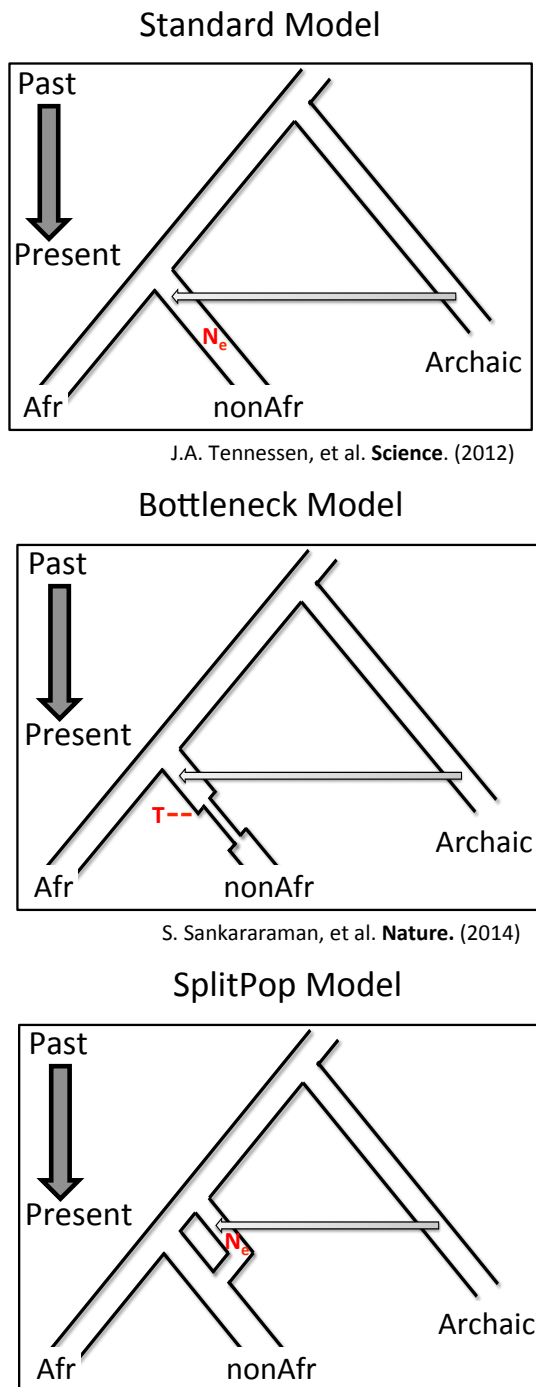 Standard Model
Past
Present
Nₑ
Archaic
Afr nonAfr
J.A. Tennessen, et al. Science. (2012)
Bottleneck Model
Past
Present
T--
Archaic
Afr nonAfr
S. Sankararaman, et al. Nature. (2014)
SplitPop Model
Past
Present
Nₑ
Archaic
Afr nonAfr